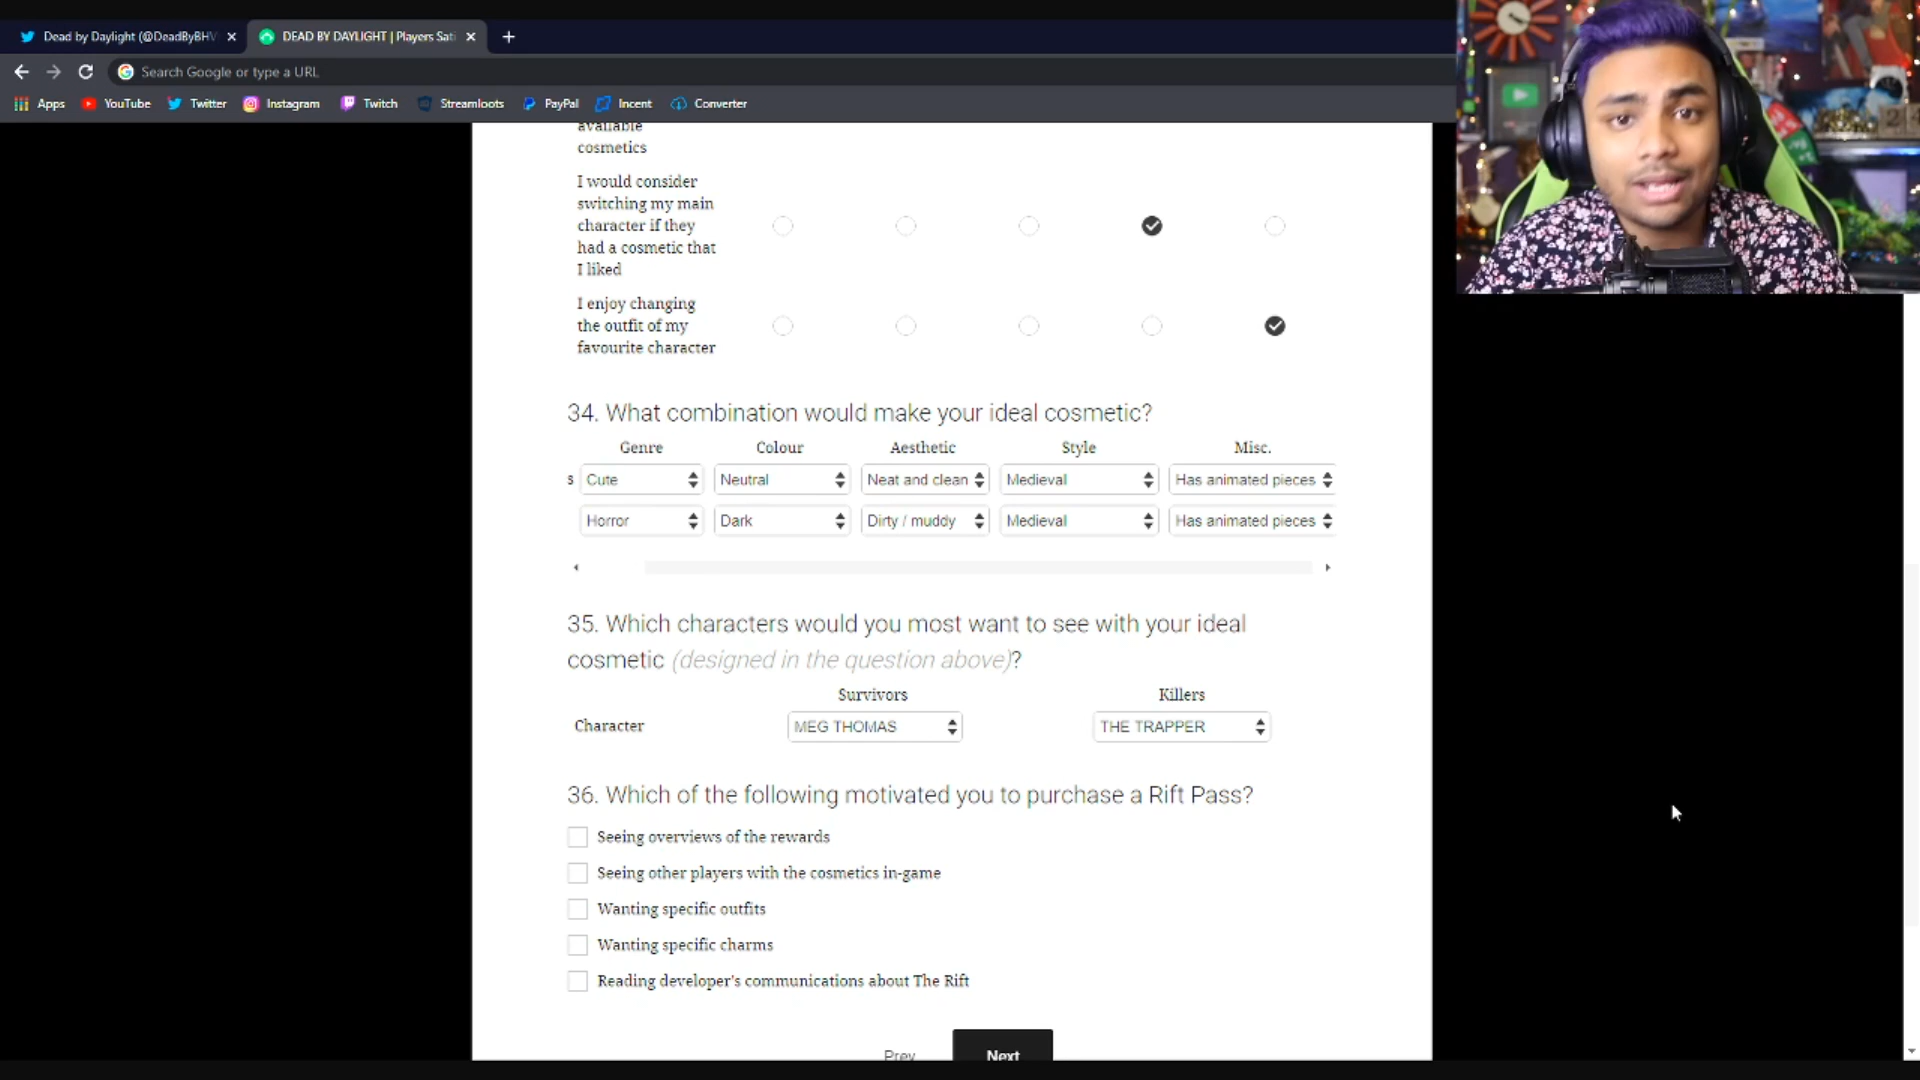 Dead by Daylight (@DeadByBHV
DEAD BY DAYLIGHT | Players Sati
Search Google or type a URL
Apps YouTube Twitter Instagram Twitch Streamloots PayPal Incent Converter
available
cosmetics
I would consider
switching my main
character if they
had a cosmetic that
I liked
I enjoy changing
the outfit of my
favourite character
34. What combination would make your ideal cosmetic?
Genre Colour Aesthetic Style Misc.
s Cute Neutral Neat and clean Medieval Has animated pieces
Horror Dark Dirty / muddy Medieval Has animated pieces
35. Which characters would you most want to see with your ideal
cosmetic (designed in the question above)?
Survivors Killers
Character MEG THOMAS THE TRAPPER
36. Which of the following motivated you to purchase a Rift Pass?
Seeing overviews of the rewards
Seeing other players with the cosmetics in-game
Wanting specific outfits
Wanting specific charms
Reading developer's communications about The Rift
Prev Next